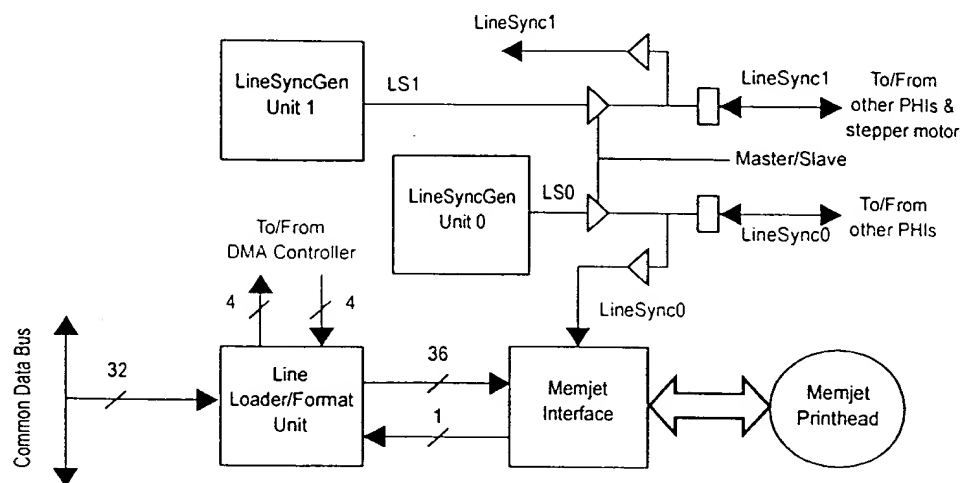 LineSync1
LineSyncGen
Unit 1
LS1
LineSync1
To/From
other PHIs &
stepper motor
Master/Slave
LineSyncGen
Unit 0
LS0
To/From
other PHIs
LineSync0
To/From
DMA Controller
4
4
LineSync0
Common Data Bus
32
Line
Loader/Format
Unit
36
1
Memjet
Interface
Memjet
Printhead